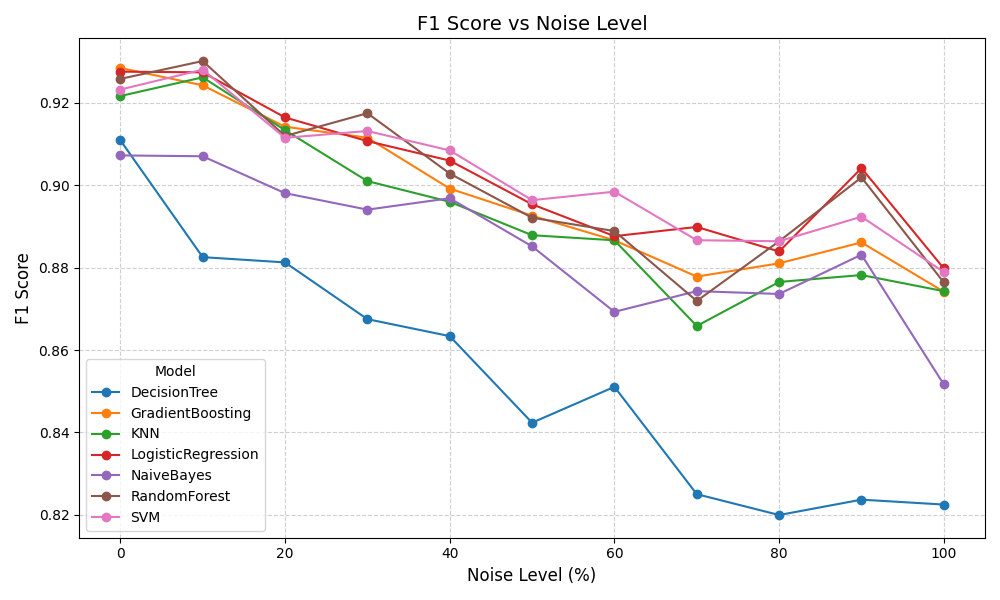 F1 Score vs Noise Level
F1 Score
0.92
0.90
0.88
0.86
0.84
0.82
Model
DecisionTree
GradientBoosting
KNN
LogisticRegression
NaiveBayes
RandomForest
SVM
0 20 40 60 80 100
Noise Level (%)